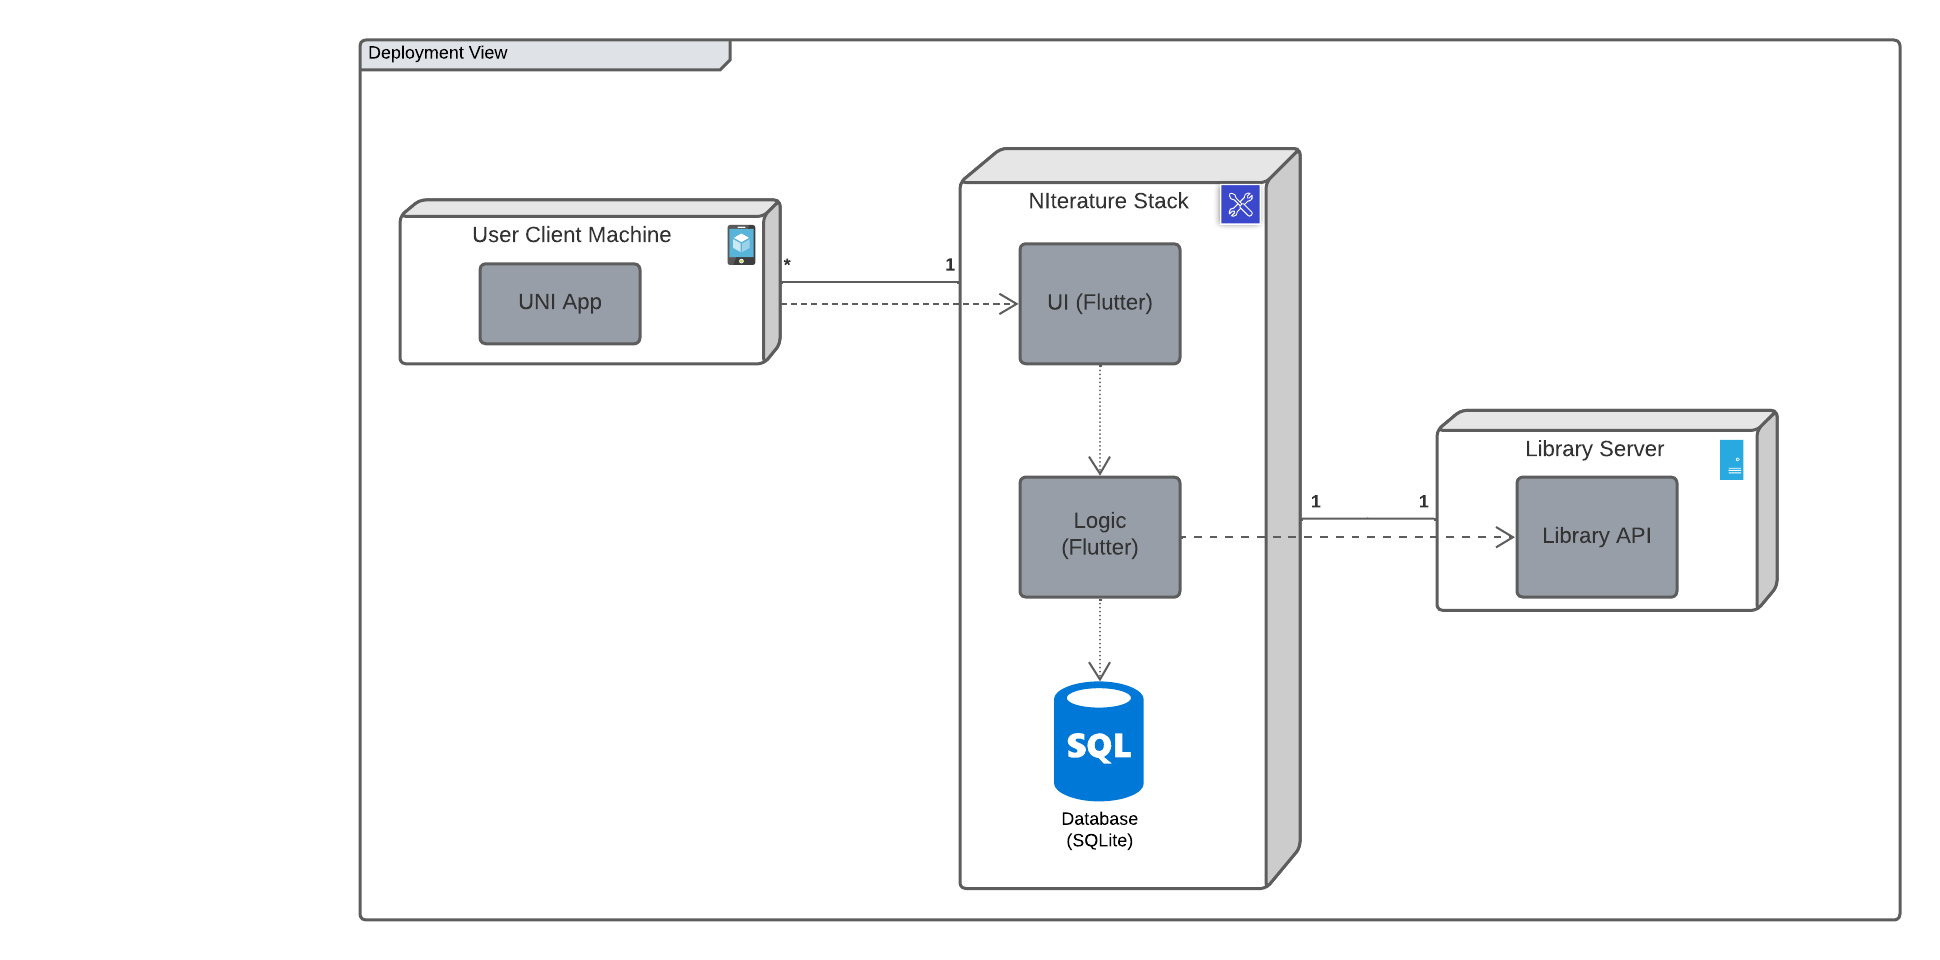 Deployment View
NIterature Stack
User Client Machine
*
1
UNI App
UI (Flutter)
Library Server
1
1
Logic
(Flutter)
Library API
SQL
Database
(SQLite)